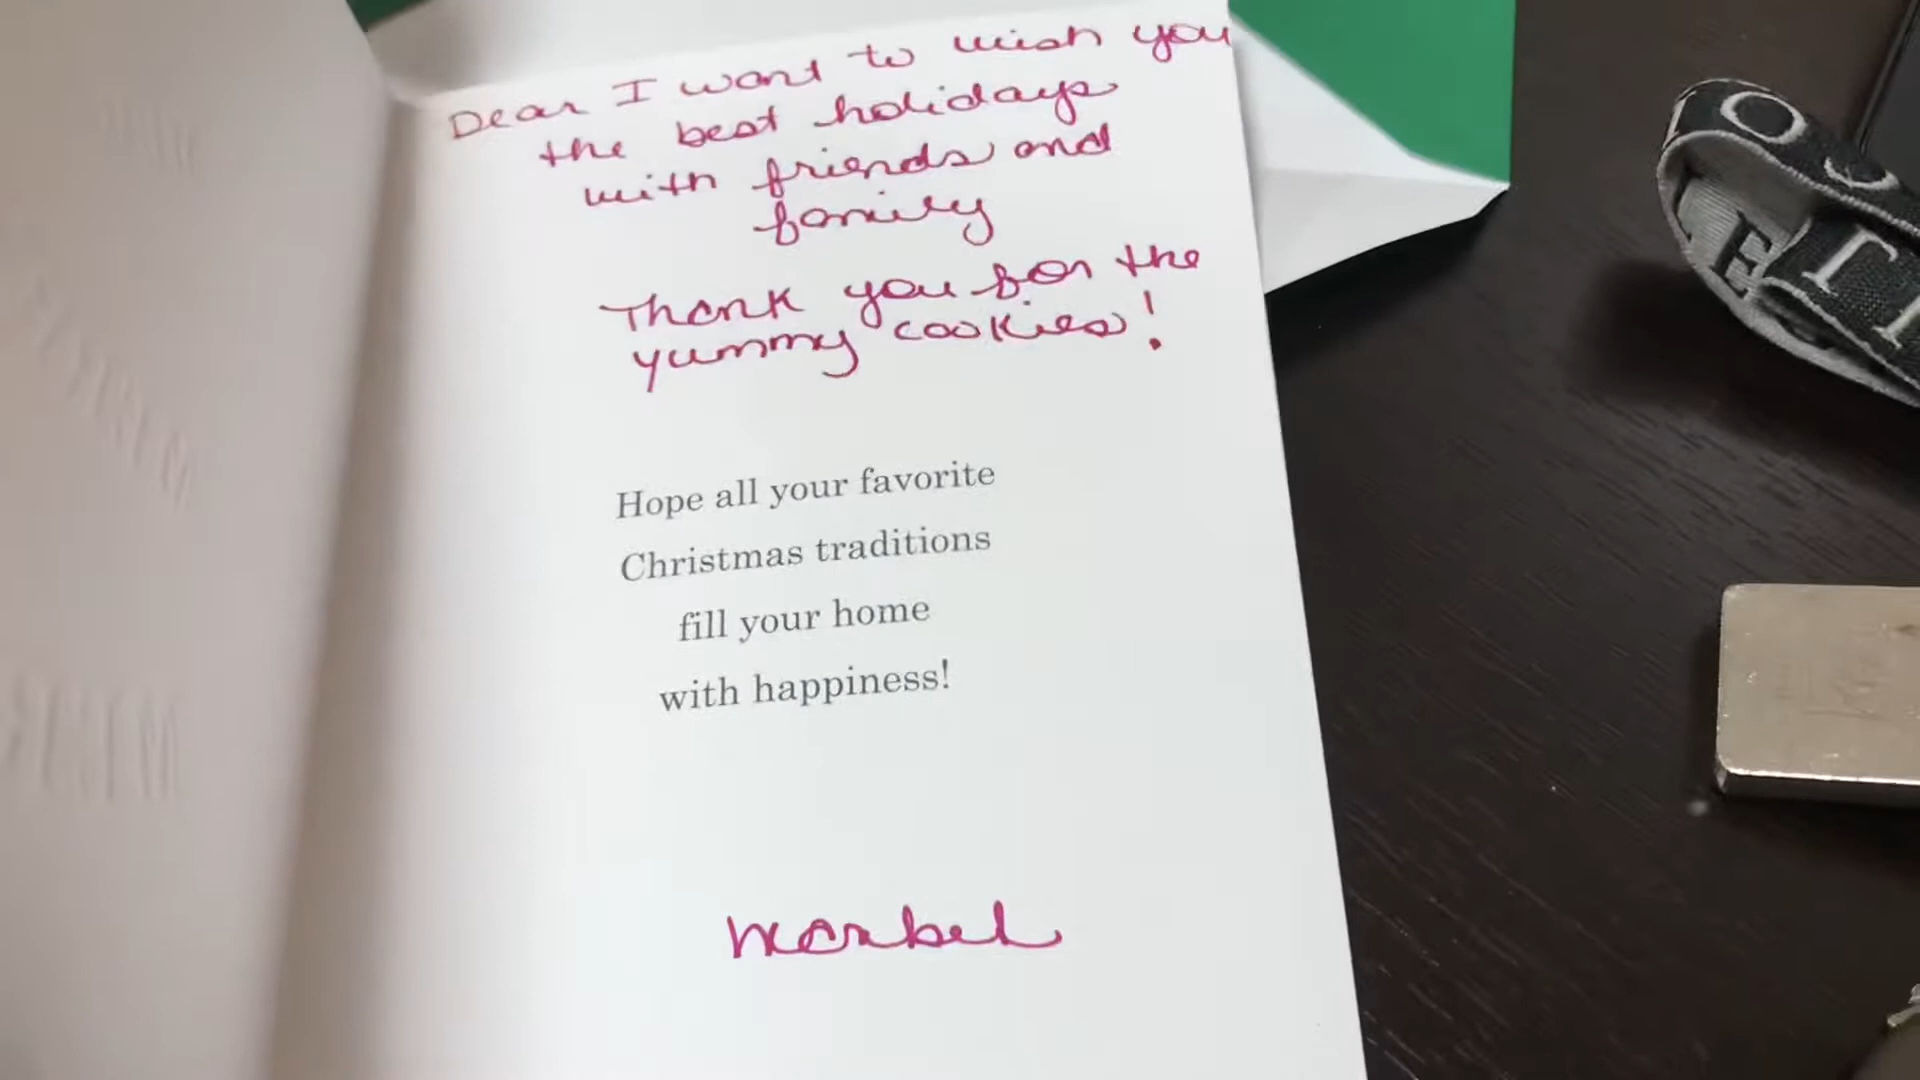 Dear I want to wish you
the best holidays
with friends and
family
Thank you for the
yummy cookies!
Hope all your favorite
Christmas traditions
fill your home
with happiness!
Maribel